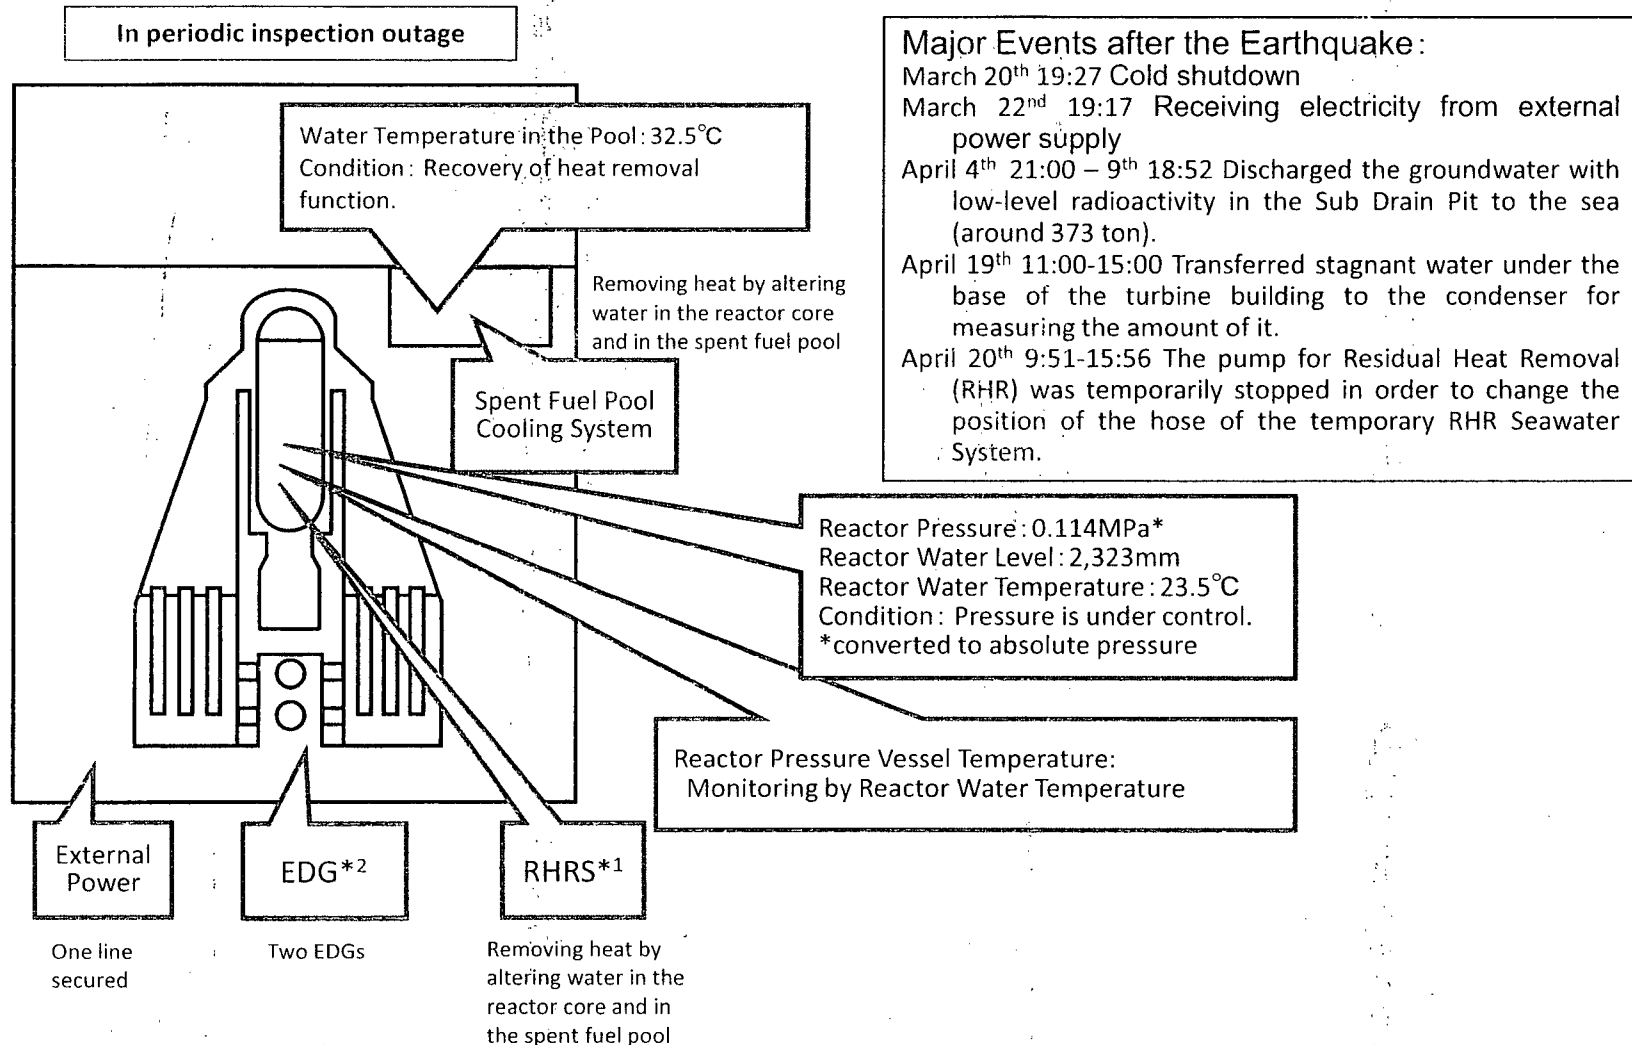 In periodic inspection outage
Major Events after the Earthquake:
March 20th 19:27 Cold shutdown
March 22nd 19:17 Receiving electricity from external
power supply
April 4th 21:00 – 9th 18:52 Discharged the groundwater with
low-level radioactivity in the Sub Drain Pit to the sea
(around 373 ton).
April 19th 11:00-15:00 Transferred stagnant water under the
base of the turbine building to the condenser for
measuring the amount of it.
April 20th 9:51-15:56 The pump for Residual Heat Removal
(RHR) was temporarily stopped in order to change the
position of the hose of the temporary RHR Seawater
System.
Water Temperature in the Pool: 32.5°C
Condition: Recovery of heat removal
function.
Removing heat by altering
water in the reactor core
and in the spent fuel pool
Spent Fuel Pool
Cooling System
Reactor Pressure: 0.114MPa*
Reactor Water Level: 2,323mm
Reactor Water Temperature: 23.5°C
Condition: Pressure is under control.
*converted to absolute pressure
Reactor Pressure Vessel Temperature:
Monitoring by Reactor Water Temperature
External
Power
EDG*2
RHRS*1
One line
secured
Two EDGs
Removing heat by
altering water in the
reactor core and in
the spent fuel pool